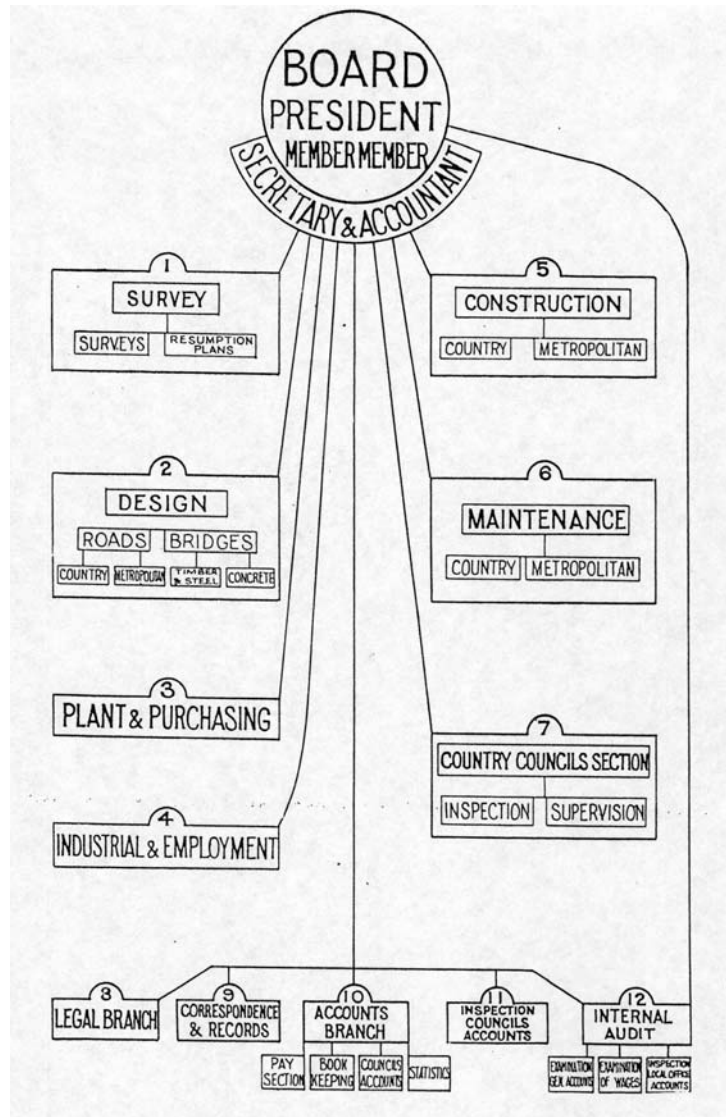 BOARD
PRESIDENT
MEMBER MEMBER
SECRETARY & ACCOUNTANT
1
SURVEY
SURVEYS
RESUMPTION
PLANS
2
DESIGN
ROADS
BRIDGES
COUNTRY
METROPOLITAN
TIMBER
& STEEL
CONCRETE
3
PLANT & PURCHASING
4
INDUSTRIAL & EMPLOYMENT
5
CONSTRUCTION
COUNTRY
METROPOLITAN
6
MAINTENANCE
COUNTRY
METROPOLITAN
7
COUNTRY COUNCILS SECTION
INSPECTION
SUPERVISION
LEGAL BRANCH
9
CORRESPONDENCE
& RECORDS
10
ACCOUNTS
BRANCH
PAY
SECTION
BOOK
KEEPING
COUNCILS
ACCOUNTS
STATISTICS
11
INSPECTION
COUNCILS
ACCOUNTS
12
INTERNAL
AUDIT
EXAMINATION
GEN. ACCOUNTS
EXAMINATION
OF WAGES
INSPECTION
LOCAL OFFICE
ACCOUNTS